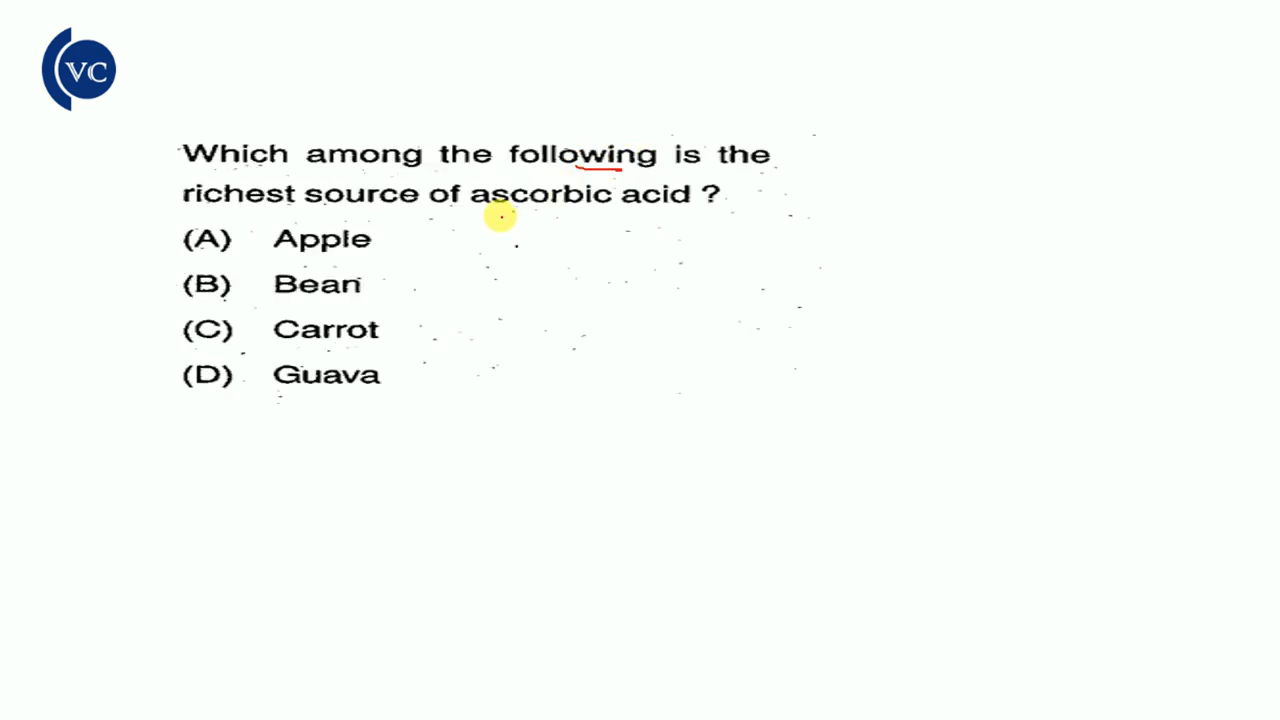 VC
Which among the following is the
richest source of ascorbic acid ?
(A) Apple
(B) Bean
(C) Carrot
(D) Guava